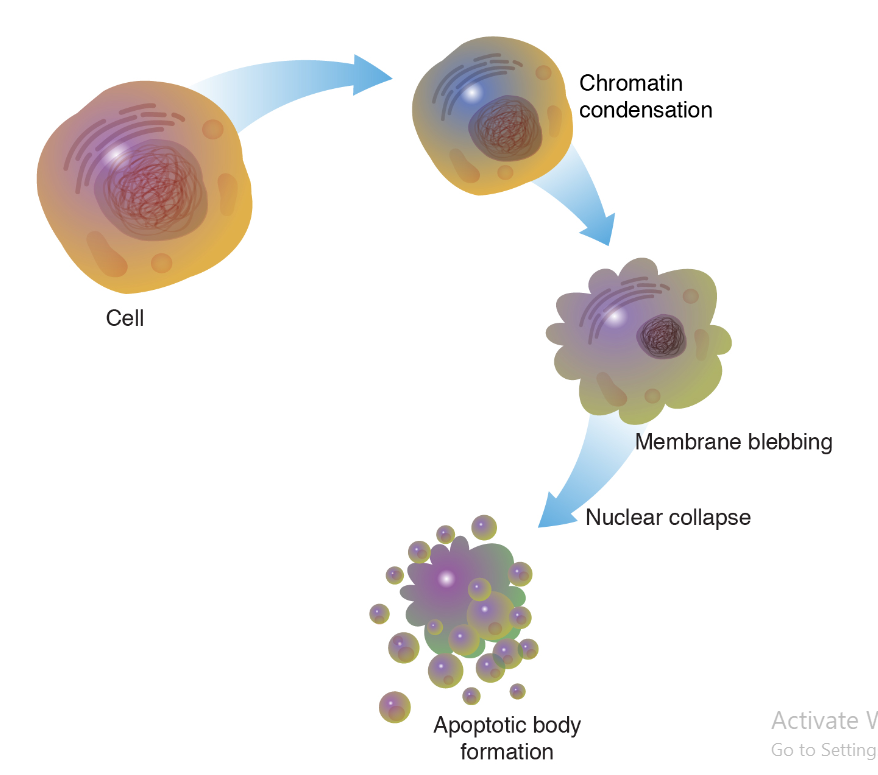 Cell
Chromatin
condensation
Membrane blebbing
Nuclear collapse
Apoptotic body
formation
Activate
Go to Setting